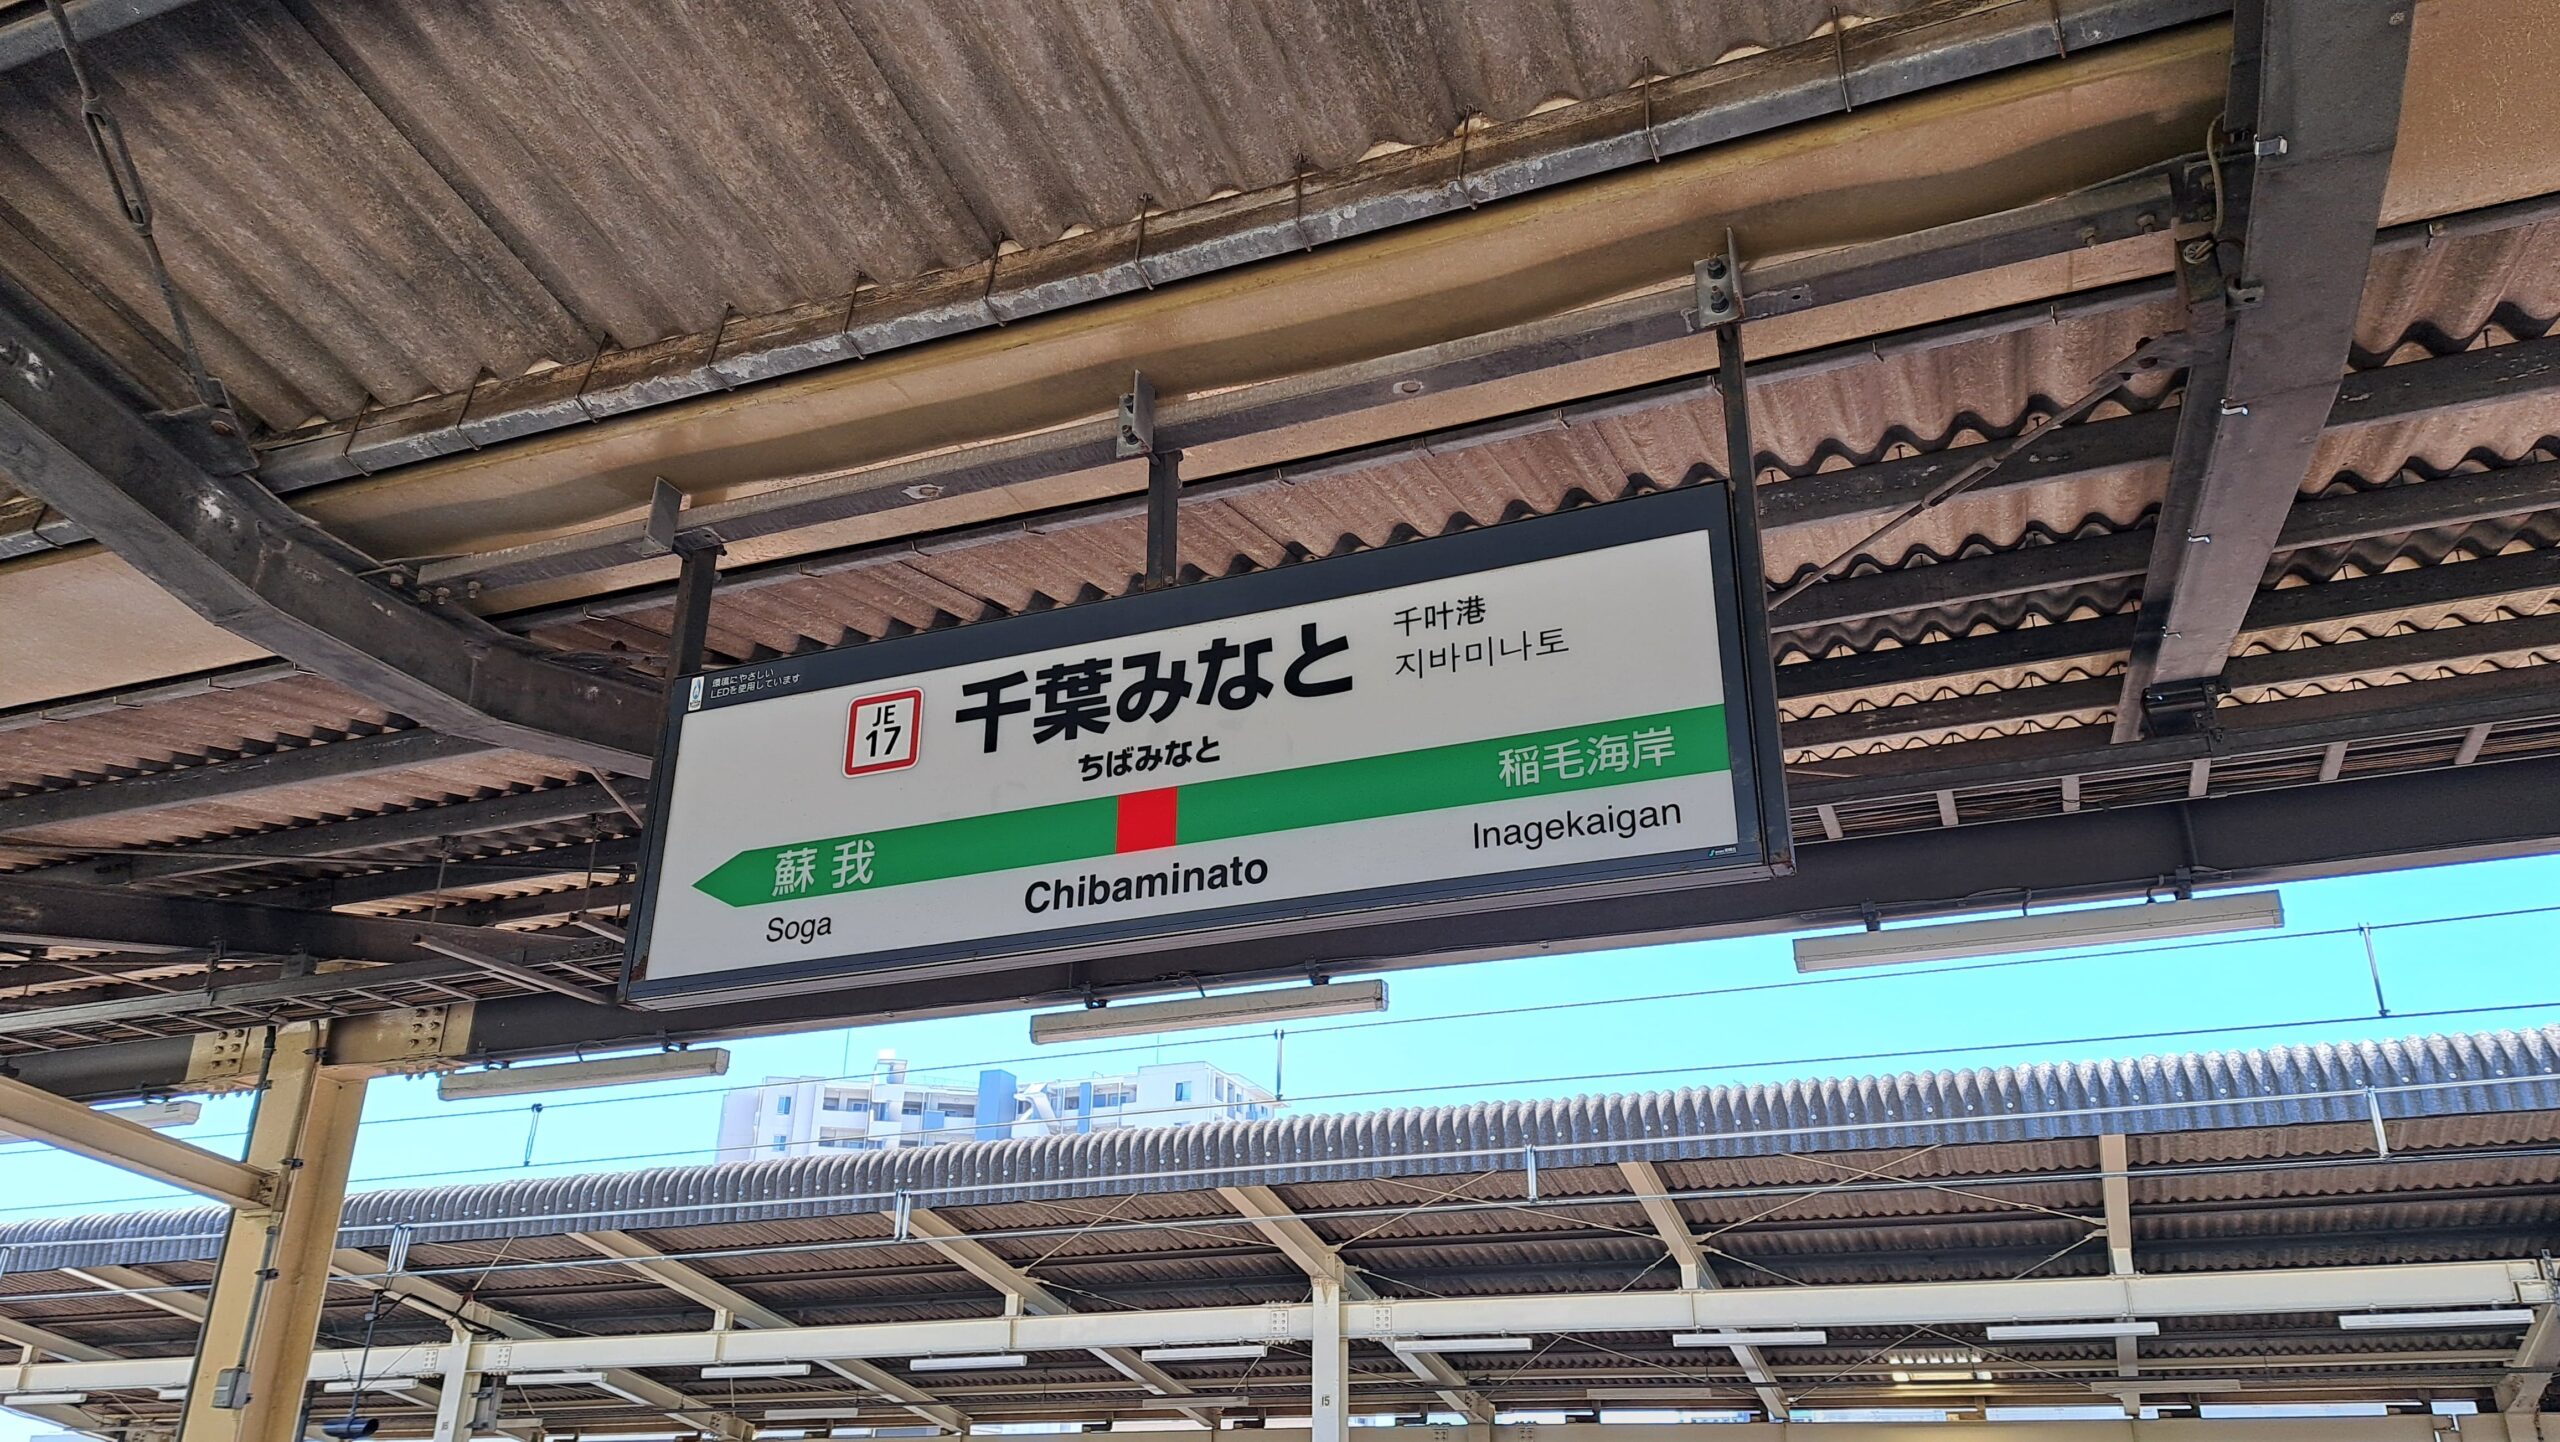 環境にやさしい
LEDを使用しています
JE
17
千葉みなと
千叶港
지바미나토
ちばみなと
稲毛海岸
蘇我
Inagekaigan
Chibaminato
Soga
15